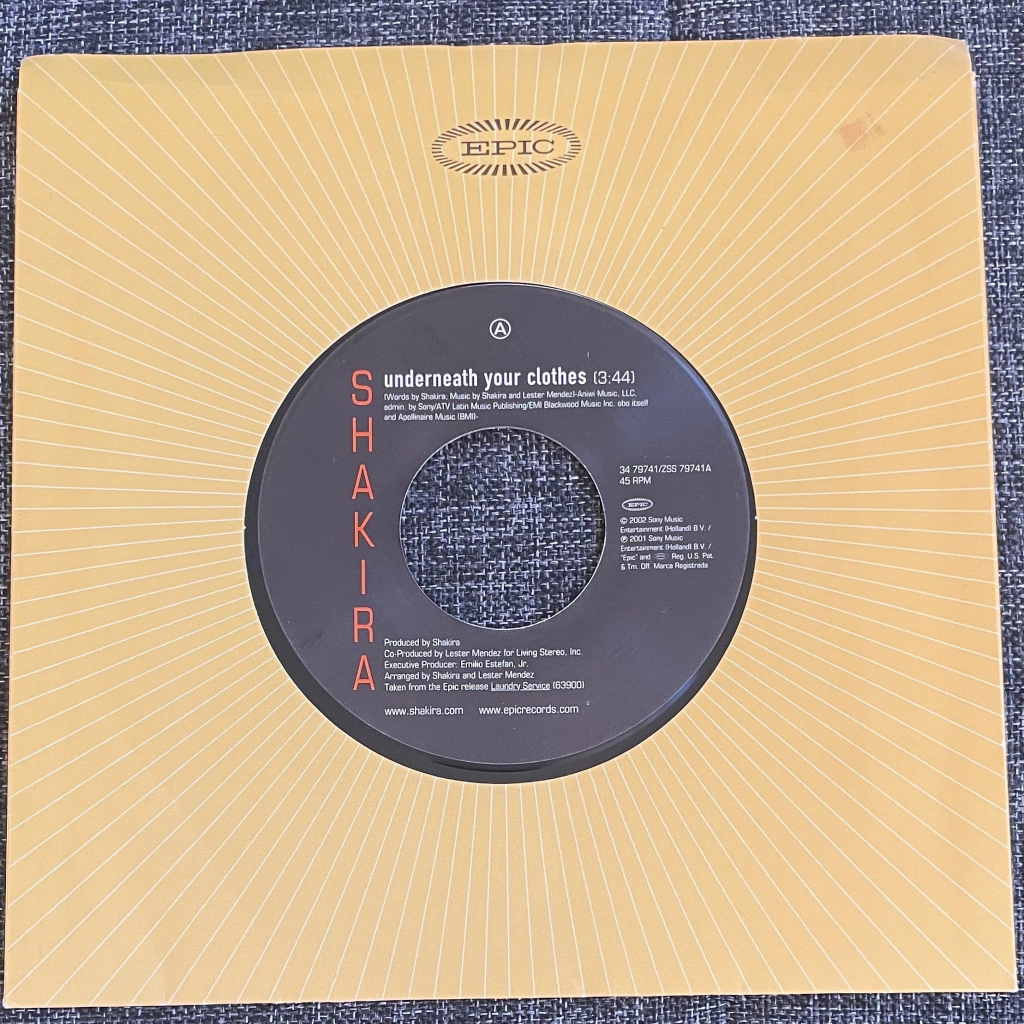 EPIC
A
SHAKIRA
underneath your clothes (3:44)
(Words by Shakira; Music by Shakira and Lester Mendez)-Aniwi Music, LLC,
admin. by Sony/ATV Latin Music Publishing/EMI Blackwood Music Inc. obo itself
and Apollinaire Music (BMI)-
34 79741/ZSS 79741A
45 RPM
EPIC
© 2002 Sony Music
Entertainment (Holland) B.V. /
℗ 2001 Sony Music
Entertainment (Holland) B.V. /
"Epic" and Reg. U.S. Pat.
& Tm. Off. Marca Registrada
Produced by Shakira
Co-Produced by Lester Mendez for Living Stereo, Inc.
Executive Producer: Emilio Estefan, Jr.
Arranged by Shakira and Lester Mendez
Taken from the Epic release Laundry Service (63900)
www.shakira.com www.epicrecords.com